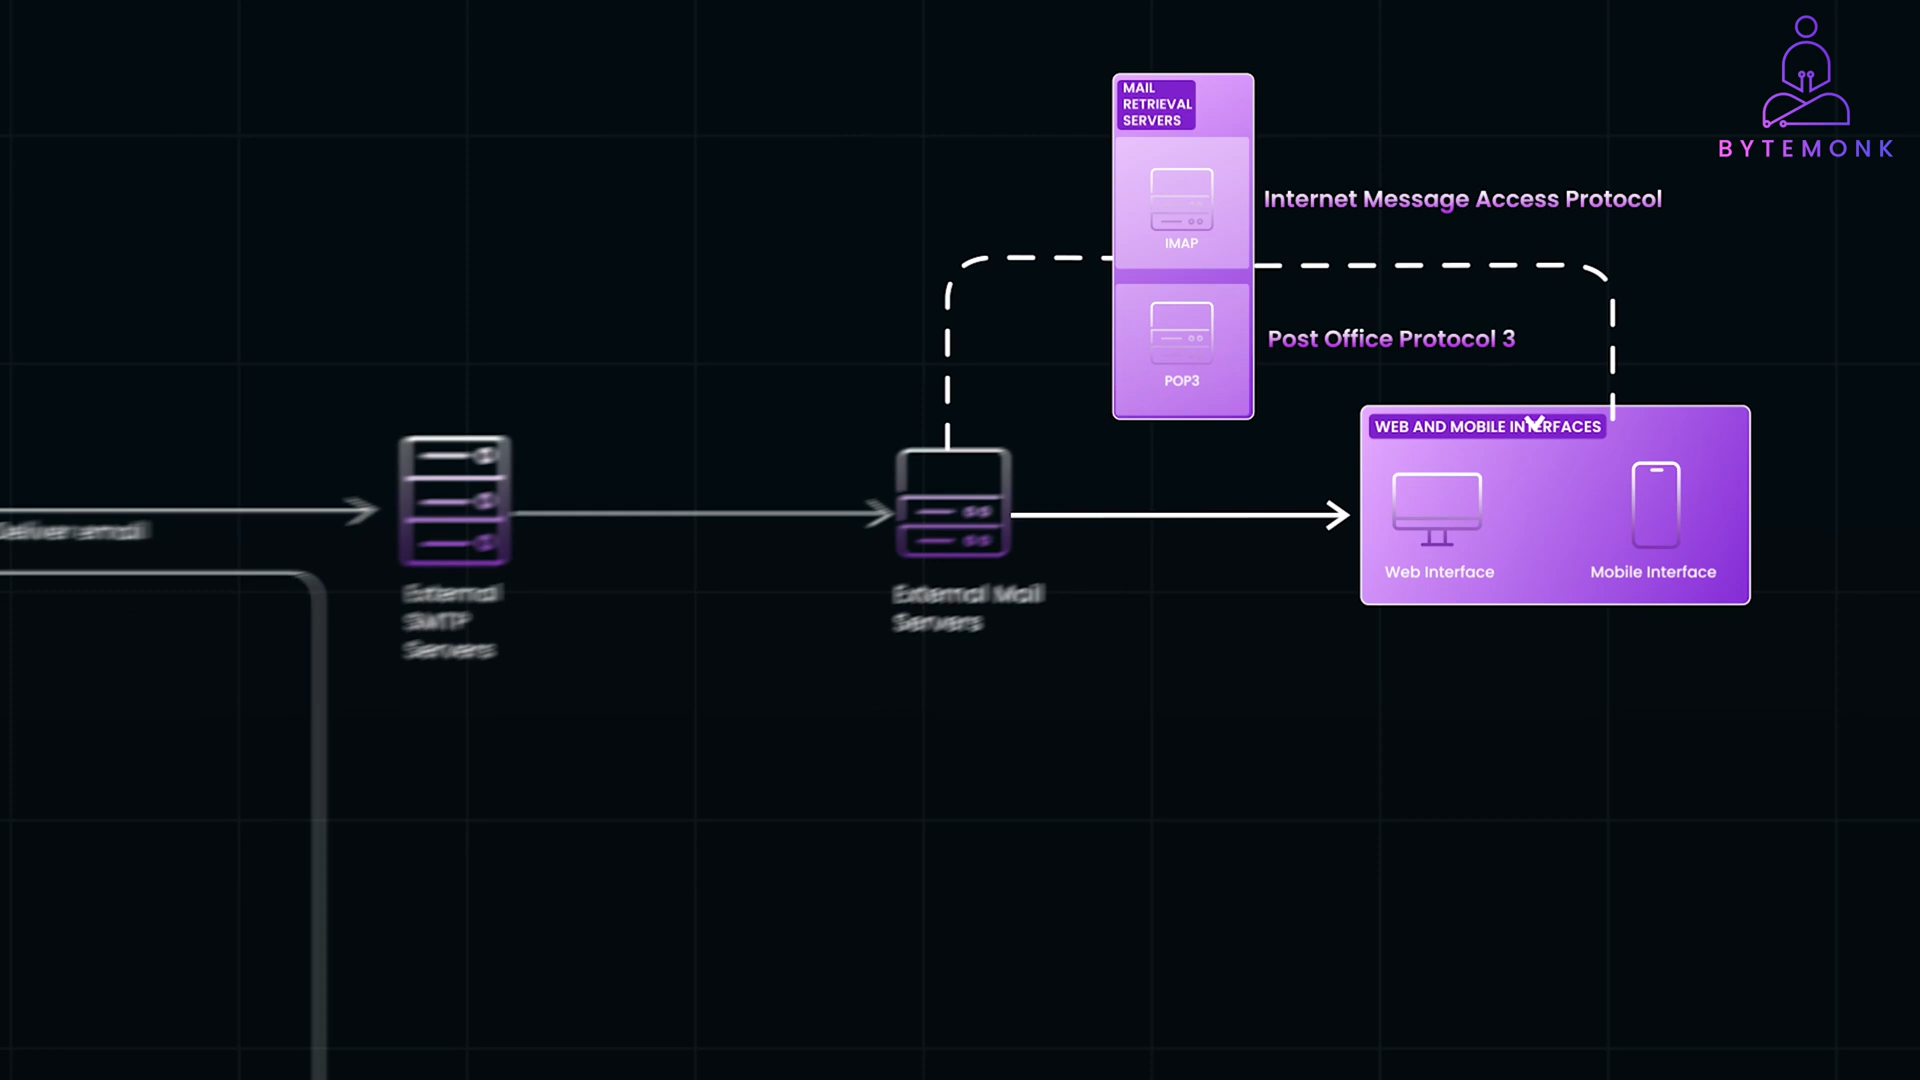 MAIL
RETRIEVAL
SERVERS
BYTEMONK
Internet Message Access Protocol
IMAP
Post Office Protocol 3
POP3
WEB AND MOBILE INTERFACES
Web Interface
Mobile Interface
Deliver email
External
SMTP
Servers
External Mail
Servers